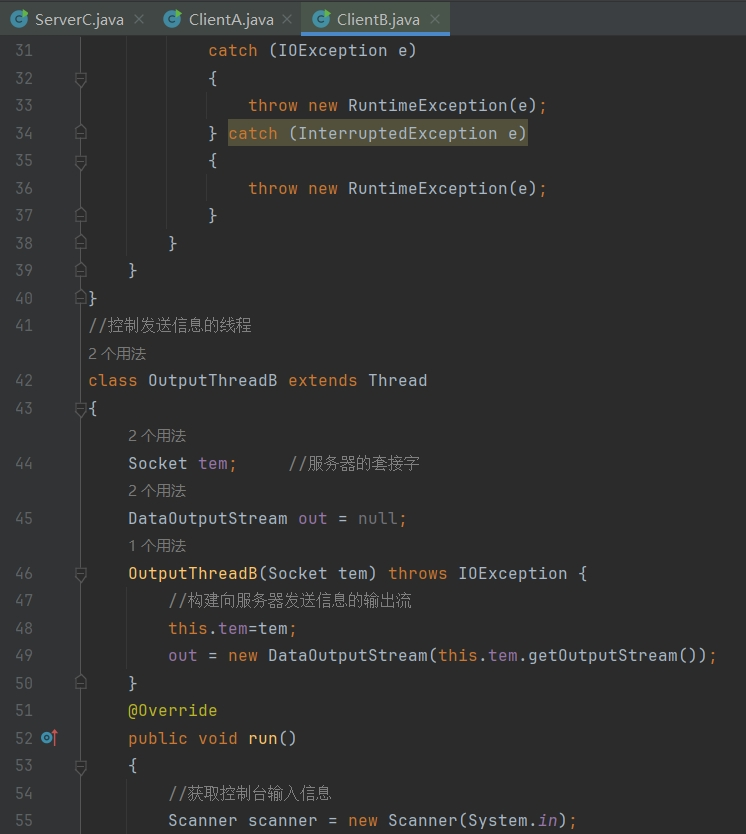 ServerC.java ClientA.java ClientB.java
31 catch (IOException e)
32 {
33 throw new RuntimeException(e);
34 } catch (InterruptedException e)
35 {
36 throw new RuntimeException(e);
37 }
38 }
39 }
40 }
41 //控制发送信息的线程
2 个用法
42 class OutputThreadB extends Thread
43 {
2 个用法
44 Socket tem; //服务器的套接字
2 个用法
45 DataOutputStream out = null;
1 个用法
46 OutputThreadB(Socket tem) throws IOException {
47 //构建向服务器发送信息的输出流
48 this.tem=tem;
49 out = new DataOutputStream(this.tem.getOutputStream());
50 }
51 @Override
52 public void run()
53 {
54 //获取控制台输入信息
55 Scanner scanner = new Scanner(System.in);